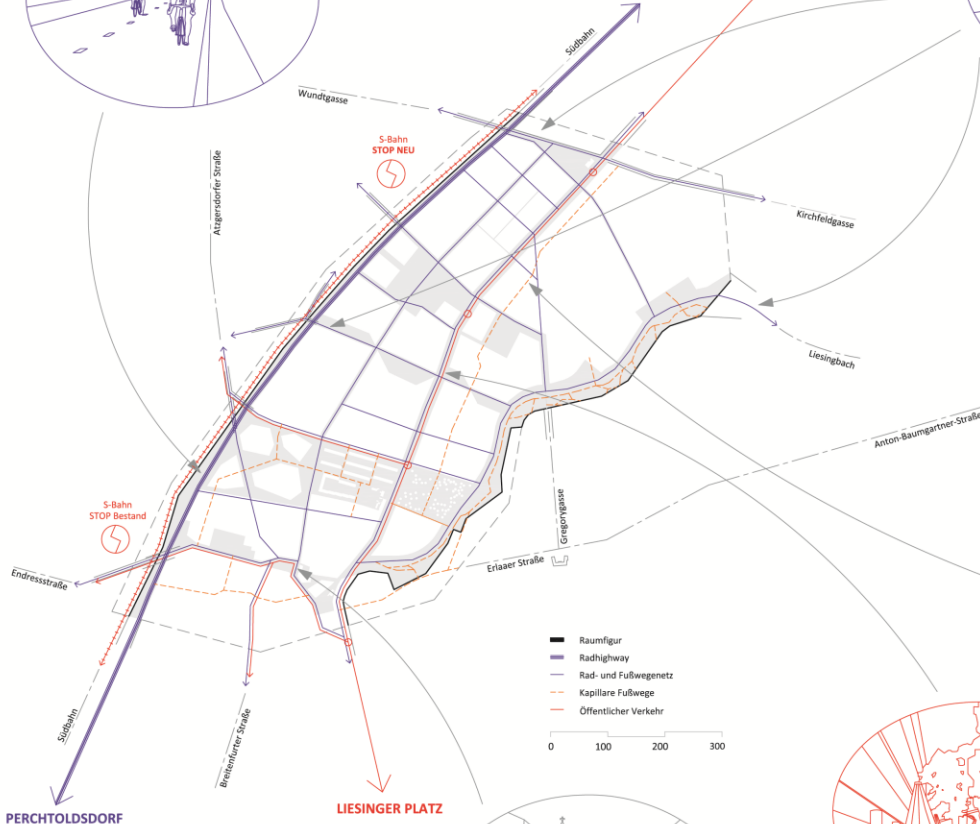 Südbahn
Wundtgasse
S-Bahn
STOP NEU
Atzgersdorfer Straße
Kirchfeldgasse
Liesingbach
Anton-Baumgartner-Straße
Gregorygasse
Erlaaer Straße
S-Bahn
STOP Bestand
Endressstraße
Raumfigur
Radhighway
Rad- und Fußwegenetz
Kapillare Fußwege
Öffentlicher Verkehr
0 100 200 300
Südbahn
Breitenfurter Straße
PERCHTOLDSDORF
LIESINGER PLATZ